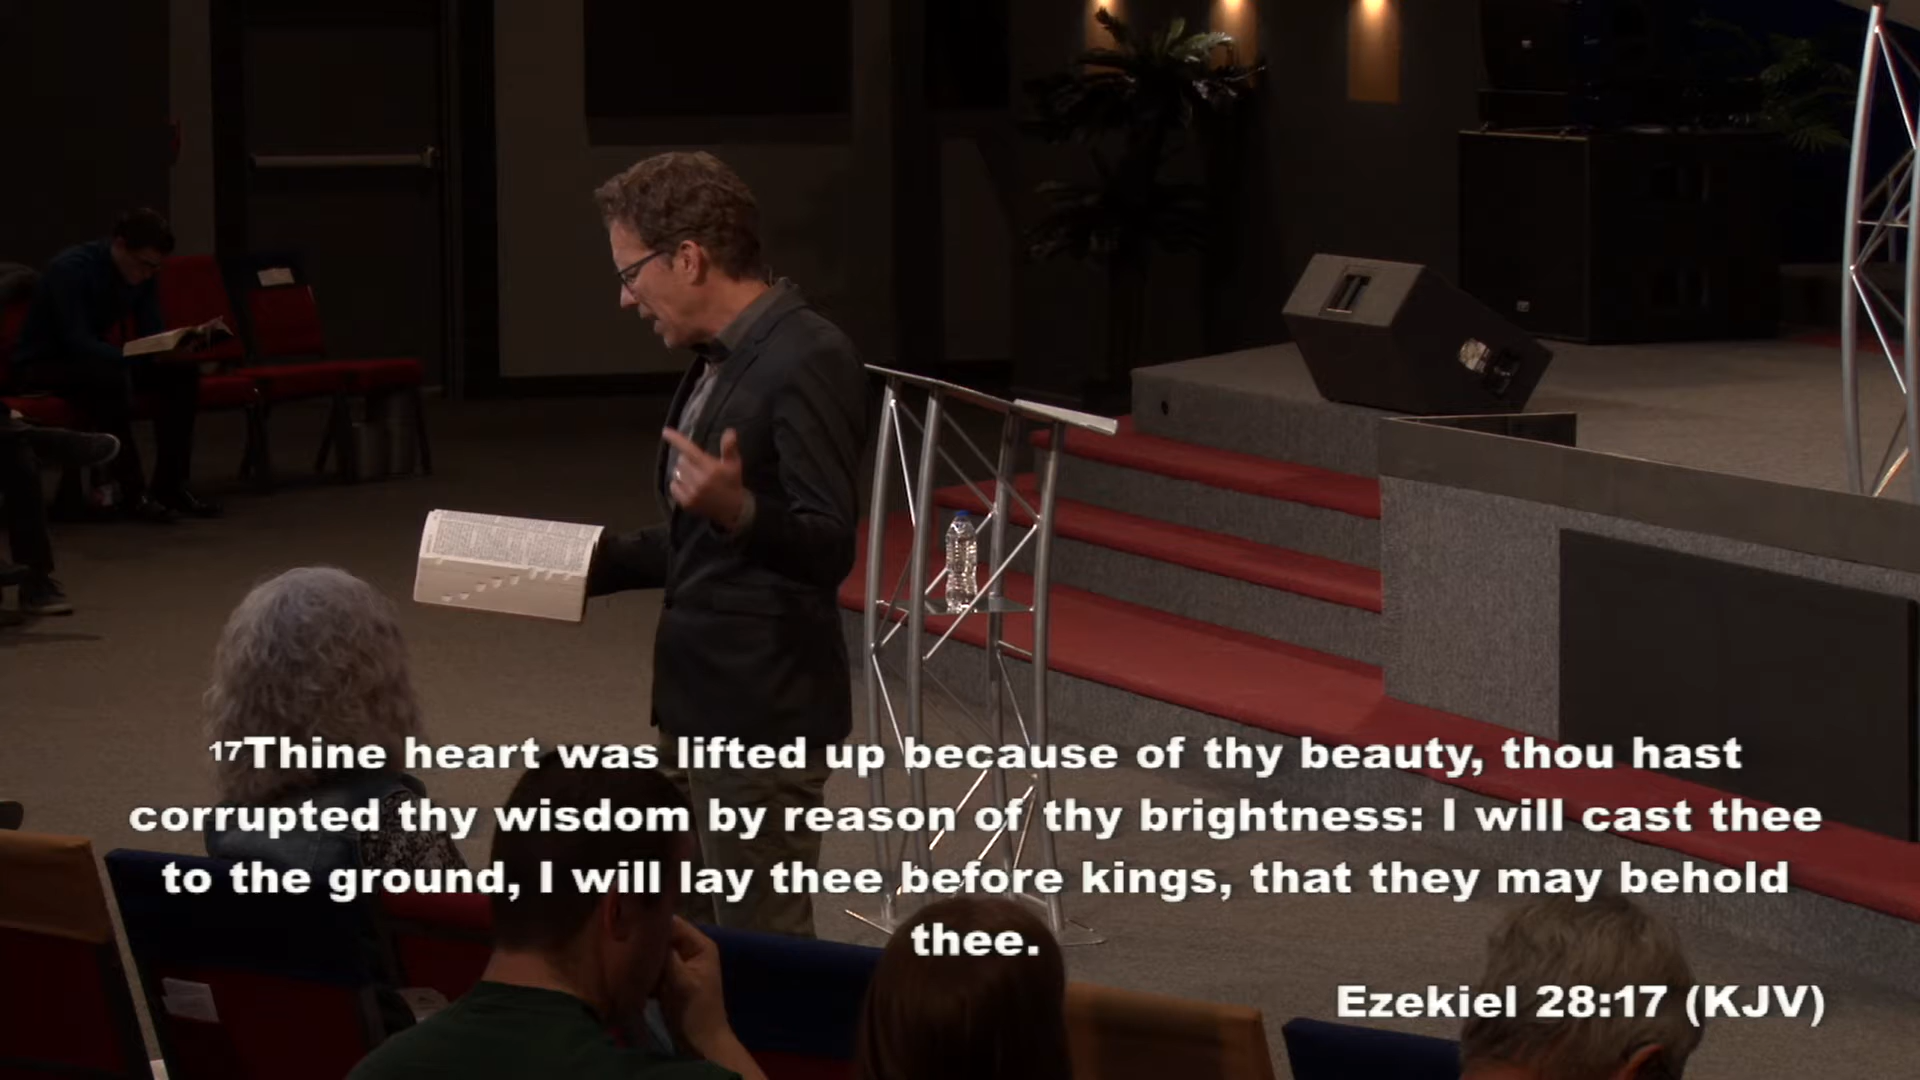 17Thine heart was lifted up because of thy beauty, thou hast
corrupted thy wisdom by reason of thy brightness: I will cast thee
to the ground, I will lay thee before kings, that they may behold
thee.
Ezekiel 28:17 (KJV)